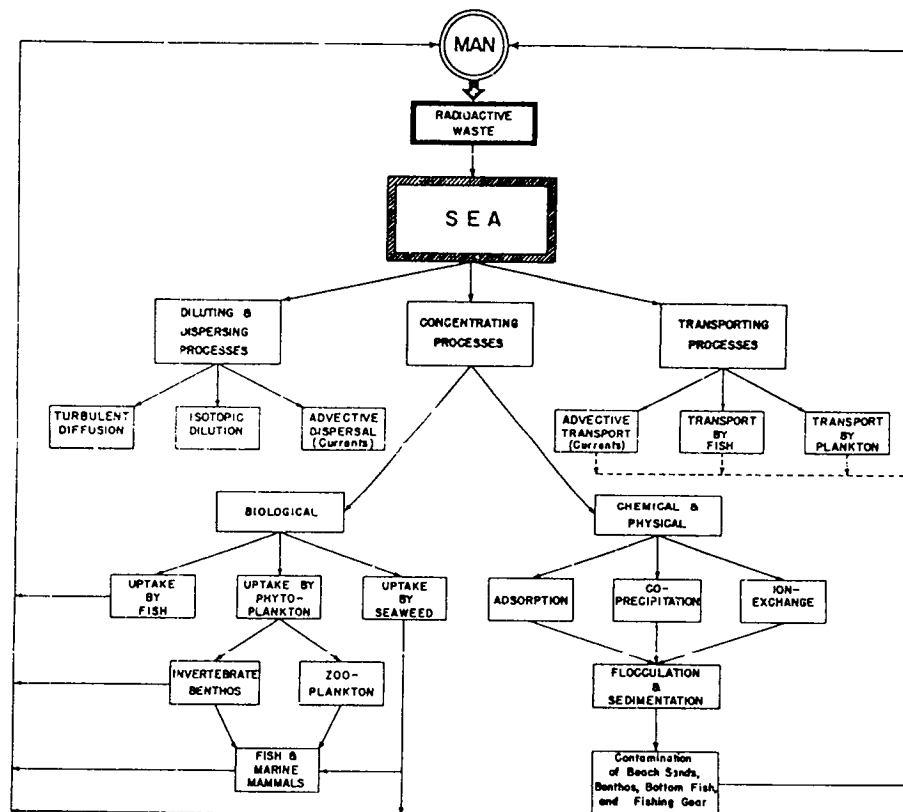 MAN
RADIOACTIVE
WASTE
SEA
DILUTING &
DISPERSING
PROCESSES
CONCENTRATING
PROCESSES
TRANSPORTING
PROCESSES
TURBULENT
DIFFUSION
ISOTOPIC
DILUTION
ADVECTIVE
DISPERSAL
(Currents)
ADVECTIVE
TRANSPORT
(Currents)
TRANSPORT
BY
FISH
TRANSPORT
BY
PLANKTON
BIOLOGICAL
CHEMICAL &
PHYSICAL
UPTAKE
BY
FISH
UPTAKE BY
PHYTO-
PLANKTON
UPTAKE
BY
SEAWEED
ADSORPTION
CO-
PRECIPITATION
ION-
EXCHANGE
INVERTEBRATE
BENTHOS
ZOO-
PLANKTON
FLOCCULATION
&
SEDIMENTATION
FISH &
MARINE
MAMMALS
Contamination
of Beach Sands,
Benthos, Bottom Fish,
and Fishing Gear